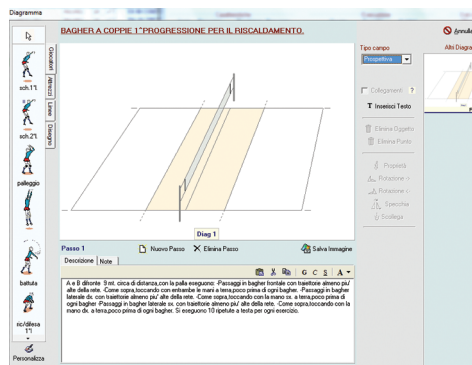 Diagramma
BAGHER A COPPIE 1°PROGRESSIONE PER IL RISCALDAMENTO.
Annulla
Tipo campo
Prospettiva
Altri Diagra
Giocatori
Attrezzi
Linee
Disegno
sch.1'1
sch.2'1
palleggio
battuta
ric/difesa
1'1
Personalizza
Collegamenti ?
T Inserisci Testo
Elimina Oggetto
Elimina Punto
Proprietà
Rotazione
Rotazione
Specchia
Scollega
Diag 1
Passo 1
Nuovo Passo
Elimina Passo
Salva Immagine
Descrizione
Note
G C S A
A e B difronte 9 mt. circa di distanza,con la palla eseguono: -Passaggi in bagher frontale con traiettorie almeno piu'
alte della rete. -Come sopra,toccando con entrambe le mani a terra,poco prima di ogni bagher. -Passaggi in bagher
laterale dx. con traiettorie almeno piu' alte della rete. -Come sopra,toccando con la mano sx. a terra,poco prima di
ogni bagher -Passaggi in bagher laterale sx. con traiettorie almeno piu' alte della rete. -Come sopra,toccando con la
mano dx. a terra,poco prima di ogni bagher. Si eseguono 10 ripetute a testa per ogni esercizio.